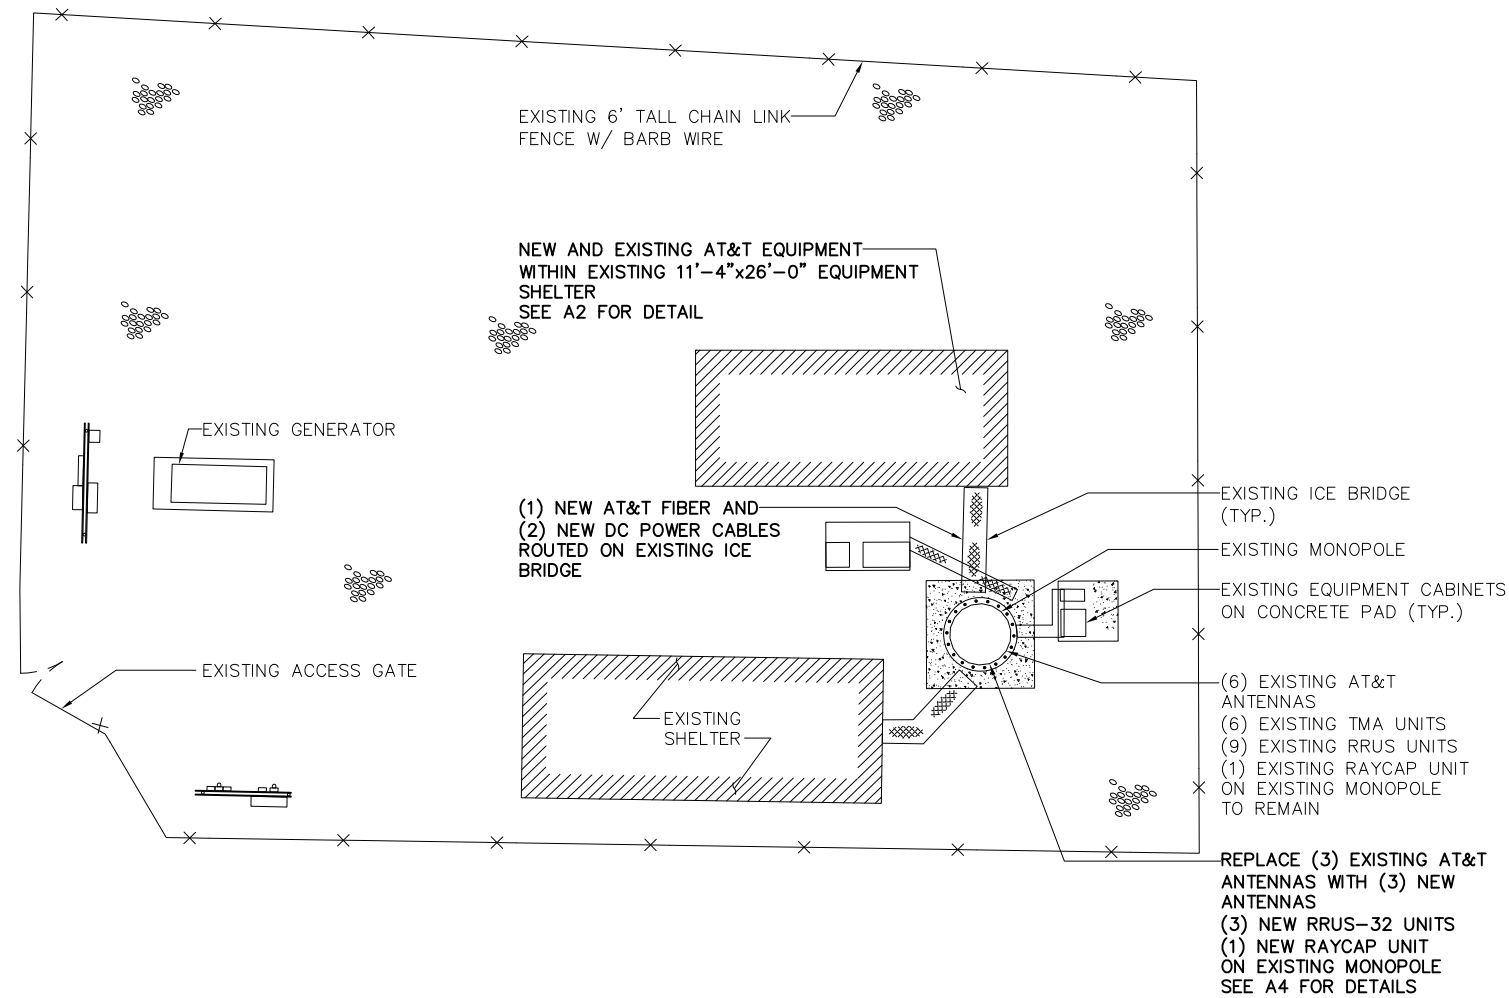 EXISTING 6' TALL CHAIN LINK
FENCE W/ BARB WIRE
NEW AND EXISTING AT&T EQUIPMENT
WITHIN EXISTING 11'-4"x26'-0" EQUIPMENT
SHELTER
SEE A2 FOR DETAIL
EXISTING GENERATOR
(1) NEW AT&T FIBER AND
(2) NEW DC POWER CABLES
ROUTED ON EXISTING ICE
BRIDGE
EXISTING ICE BRIDGE
(TYP.)
EXISTING MONOPOLE
EXISTING EQUIPMENT CABINETS
ON CONCRETE PAD (TYP.)
EXISTING ACCESS GATE
EXISTING
SHELTER
(6) EXISTING AT&T
ANTENNAS
(6) EXISTING TMA UNITS
(9) EXISTING RRUS UNITS
(1) EXISTING RAYCAP UNIT
ON EXISTING MONOPOLE
TO REMAIN
REPLACE (3) EXISTING AT&T
ANTENNAS WITH (3) NEW
ANTENNAS
(3) NEW RRUS-32 UNITS
(1) NEW RAYCAP UNIT
ON EXISTING MONOPOLE
SEE A4 FOR DETAILS